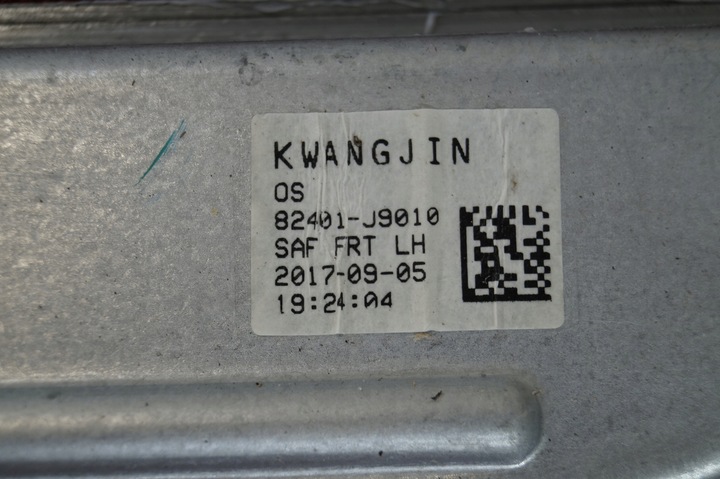 KWANGJIN
OS
82401-J9010
SAF FRT LH
2017-09-05
19:24:04